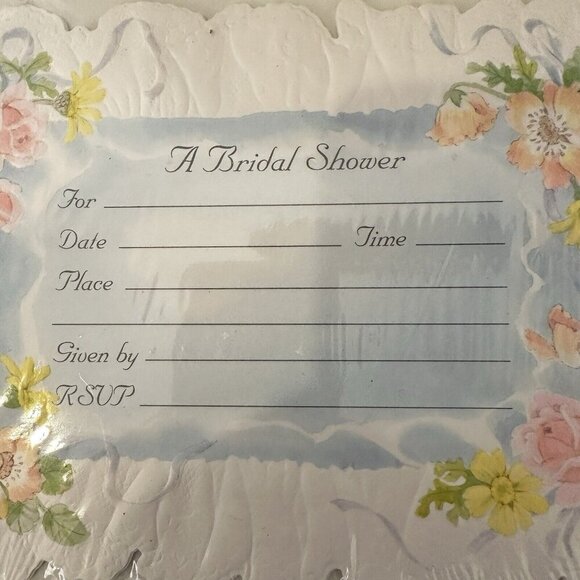 A Bridal Shower
For
Date Time
Place
Given by
RSVP